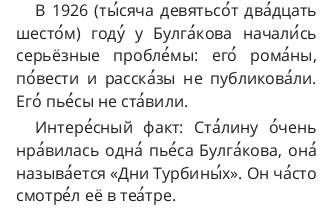 В 1926 (ты́сяча девятьсо́т два́дцать
шесто́м) году́ у Булга́кова начали́сь
серьёзные пробле́мы: его́ рома́ны,
по́вести и расска́зы не публикова́ли.
Его́ пье́сы не ста́вили.
Интере́сный факт: Ста́лину о́чень
нра́вилась одна́ пье́са Булга́кова, она́
называ́ется «Дни Турбины́х». Он ча́сто
смотре́л её в теа́тре.